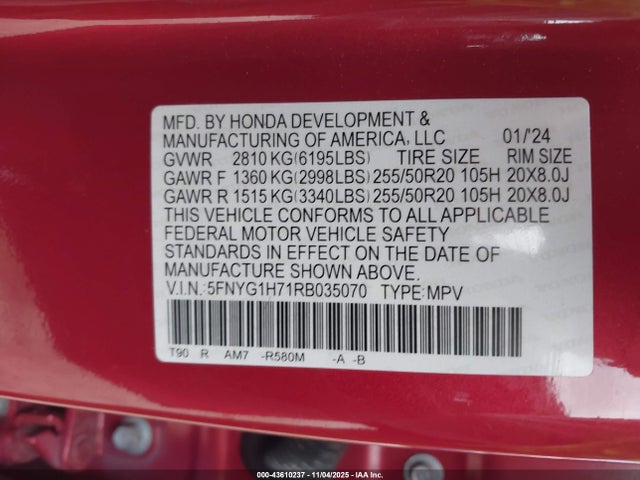 MFD. BY HONDA DEVELOPMENT &
MANUFACTURING OF AMERICA, LLC 01/'24
GVWR 2810 KG(6195LBS) TIRE SIZE RIM SIZE
GAWR F 1360 KG(2998LBS) 255/50R20 105H 20X8.0J
GAWR R 1515 KG(3340LBS) 255/50R20 105H 20X8.0J
THIS VEHICLE CONFORMS TO ALL APPLICABLE
FEDERAL MOTOR VEHICLE SAFETY
STANDARDS IN EFFECT ON THE DATE OF
MANUFACTURE SHOWN ABOVE.
V.I.N.:5FNYG1H71RB035070 TYPE:MPV
T90 R AM7 -R580M -A -B
000-43610237 - 11/04/2025 - IAA Inc.